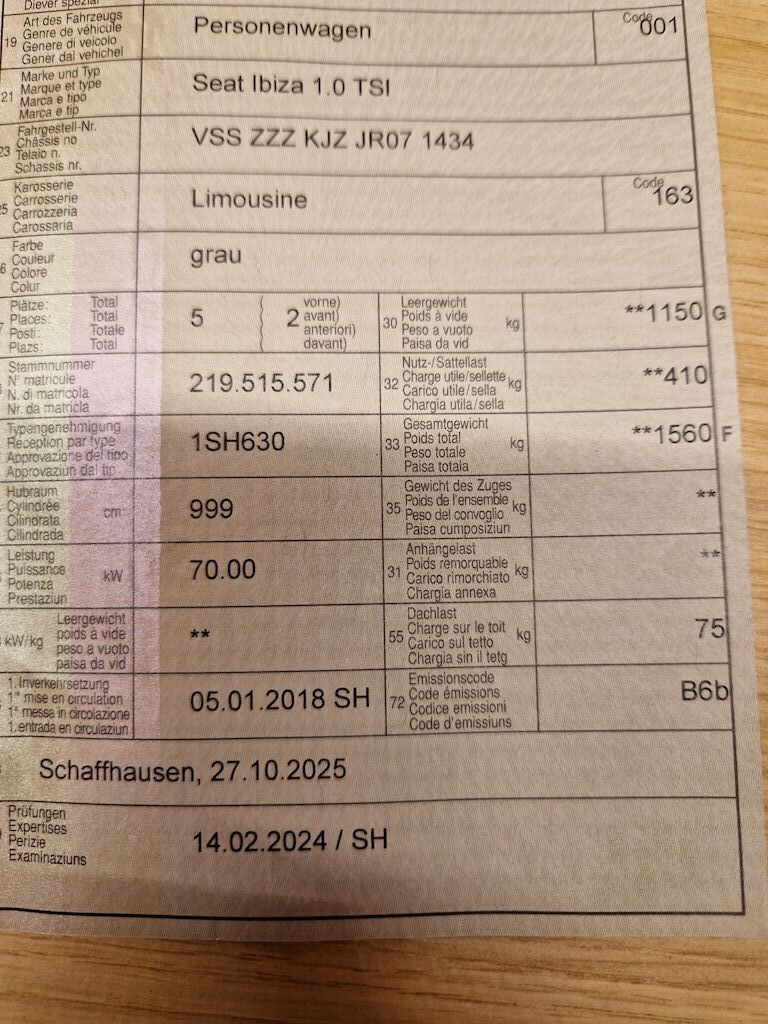 Diever spezial
19 Art des Fahrzeugs
Genre de véhicule
Genere di veicolo
Gener dal vehichel
Personenwagen
Code 001
21 Marke und Typ
Marque et type
Marca e tipo
Marca e tip
Seat Ibiza 1.0 TSI
23 Fahrgestell-Nr.
Châssis no
Telaio n.
Schassis nr.
VSS ZZZ KJZ JR07 1434
25 Karosserie
Carrosserie
Carrozzeria
Carossaria
Limousine
Code 163
26 Farbe
Couleur
Colore
Colur
grau
Plätze: Total
Places: Total
Posti: Totale
Plazs: Total
5 ( 2 vorne)
avant)
anteriori)
davant)
30 Leergewicht
Poids à vide
Peso a vuoto
Paisa da vid
kg
**1150 G
Stammnummer
N° matricule
N. di matricola
Nr. da matricla
219.515.571
32 Nutz-/Sattellast
Charge utile/sellette
Carico utile/sella
Chargia utila/sella
kg
**410
Typengenehmigung
Réception par type
Approvazione del tipo
Approvaziun dal tip
1SH630
33 Gesamtgewicht
Poids total
Peso totale
Paisa totala
kg
**1560 F
Hubraum
Cylindrée
Cilindrata
Cilindrada
cm
999
35 Gewicht des Zuges
Poids de l'ensemble
Peso del convoglio
Paisa cumposiziun
kg
**
Leistung
Puissance
Potenza
Prestaziun
kW
70.00
31 Anhängelast
Poids remorquable
Carico rimorchiato
Chargia annexa
kg
**
kW/kg
Leergewicht
poids à vide
peso a vuoto
paisa da vid
**
55 Dachlast
Charge sur le toit
Carico sul tetto
Chargia sin il tetg
kg
75
1. Inverkehrsetzung
1re mise en circulation
1a messa in circolazione
1. entrada en circulaziun
05.01.2018 SH
72 Emissionscode
Code émissions
Codice emissioni
Code d'emissiuns
B6b
Schaffhausen, 27.10.2025
Prüfungen
Expertises
Perizie
Examinaziuns
14.02.2024 / SH